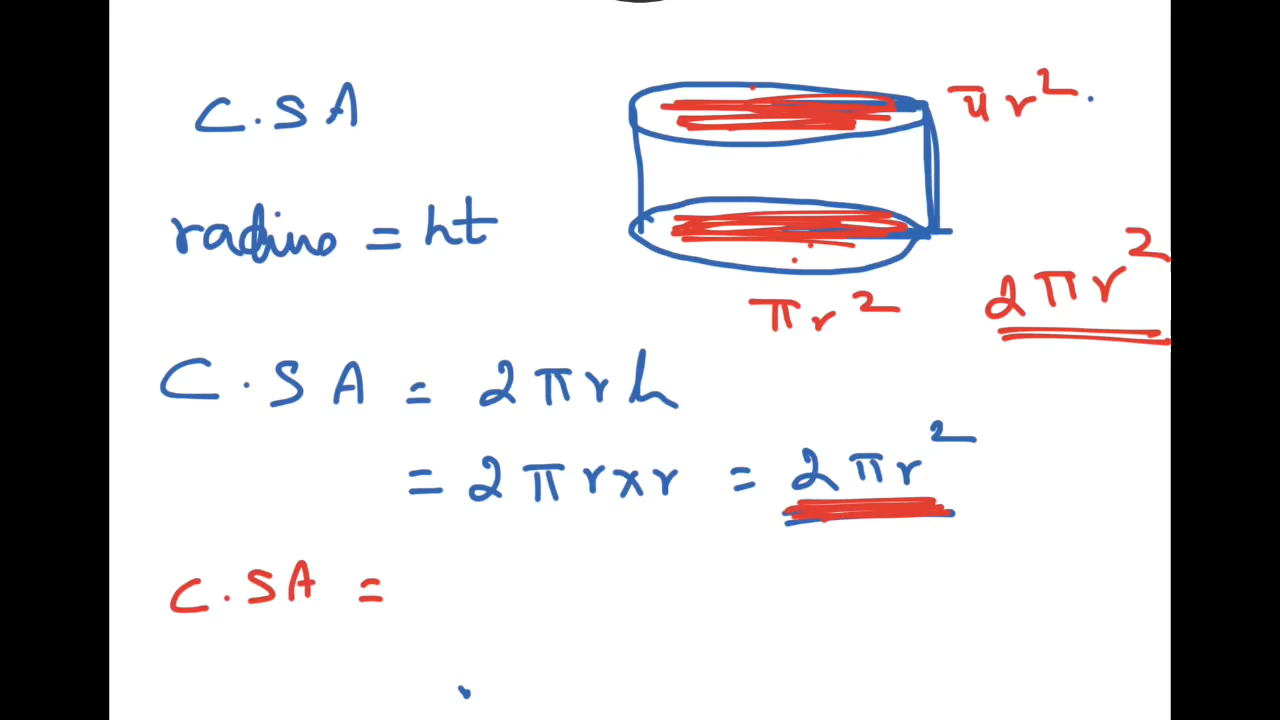 C.SA
πr²
radius = ht
πr²
2πr²
C.SA = 2πrh
= 2πr×r = 2πr²
C.SA =